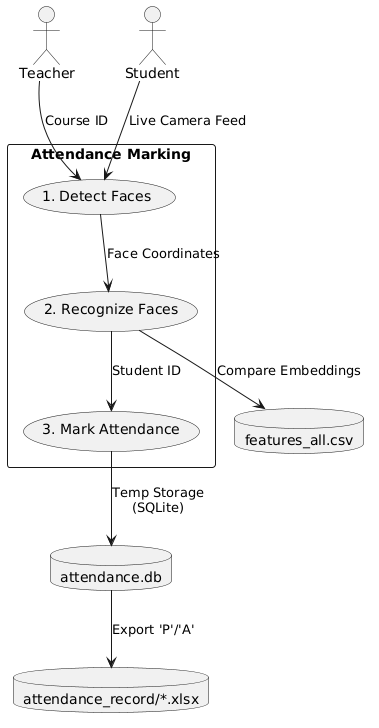 Teacher
Student
Course ID
Live Camera Feed
Attendance Marking
1. Detect Faces
Face Coordinates
2. Recognize Faces
Student ID
Compare Embeddings
3. Mark Attendance
features_all.csv
Temp Storage
(SQLite)
attendance.db
Export 'P'/'A'
attendance_record/*.xlsx